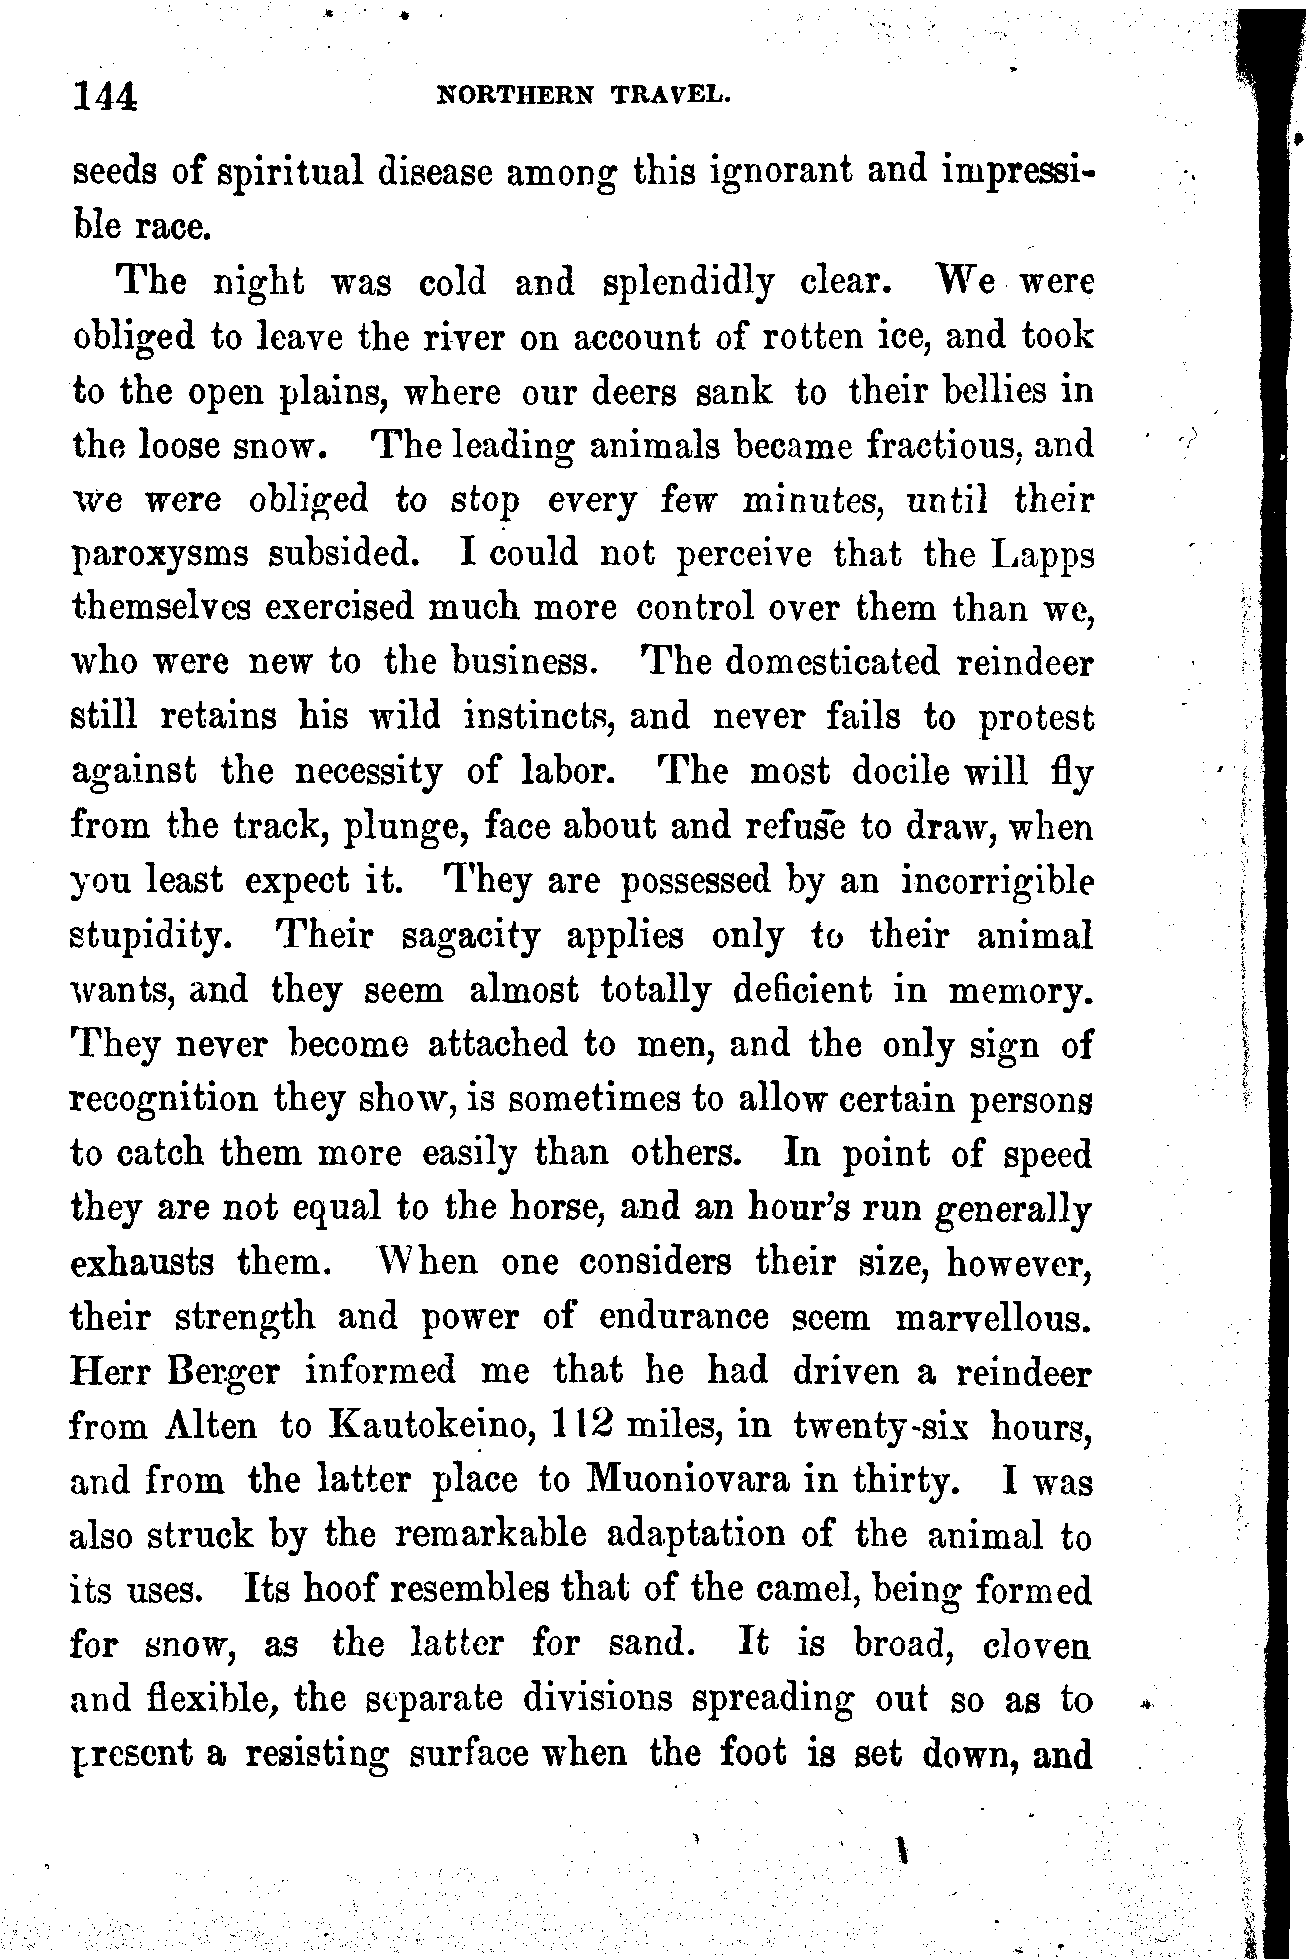 144 NORTHERN TRAVEL.
seeds of spiritual disease among this ignorant and impressi-
ble race.
The night was cold and splendidly clear. We were
obliged to leave the river on account of rotten ice, and took
to the open plains, where our deers sank to their bellies in
the loose snow. The leading animals became fractious, and
we were obliged to stop every few minutes, until their
paroxysms subsided. I could not perceive that the Lapps
themselves exercised much more control over them than we,
who were new to the business. The domesticated reindeer
still retains his wild instincts, and never fails to protest
against the necessity of labor. The most docile will fly
from the track, plunge, face about and refuse to draw, when
you least expect it. They are possessed by an incorrigible
stupidity. Their sagacity applies only to their animal
wants, and they seem almost totally deficient in memory.
They never become attached to men, and the only sign of
recognition they show, is sometimes to allow certain persons
to catch them more easily than others. In point of speed
they are not equal to the horse, and an hour's run generally
exhausts them. When one considers their size, however,
their strength and power of endurance seem marvellous.
Herr Berger informed me that he had driven a reindeer
from Alten to Kautokeino, 112 miles, in twenty-six hours,
and from the latter place to Muoniovara in thirty. I was
also struck by the remarkable adaptation of the animal to
its uses. Its hoof resembles that of the camel, being formed
for snow, as the latter for sand. It is broad, cloven
and flexible, the separate divisions spreading out so as to
present a resisting surface when the foot is set down, and